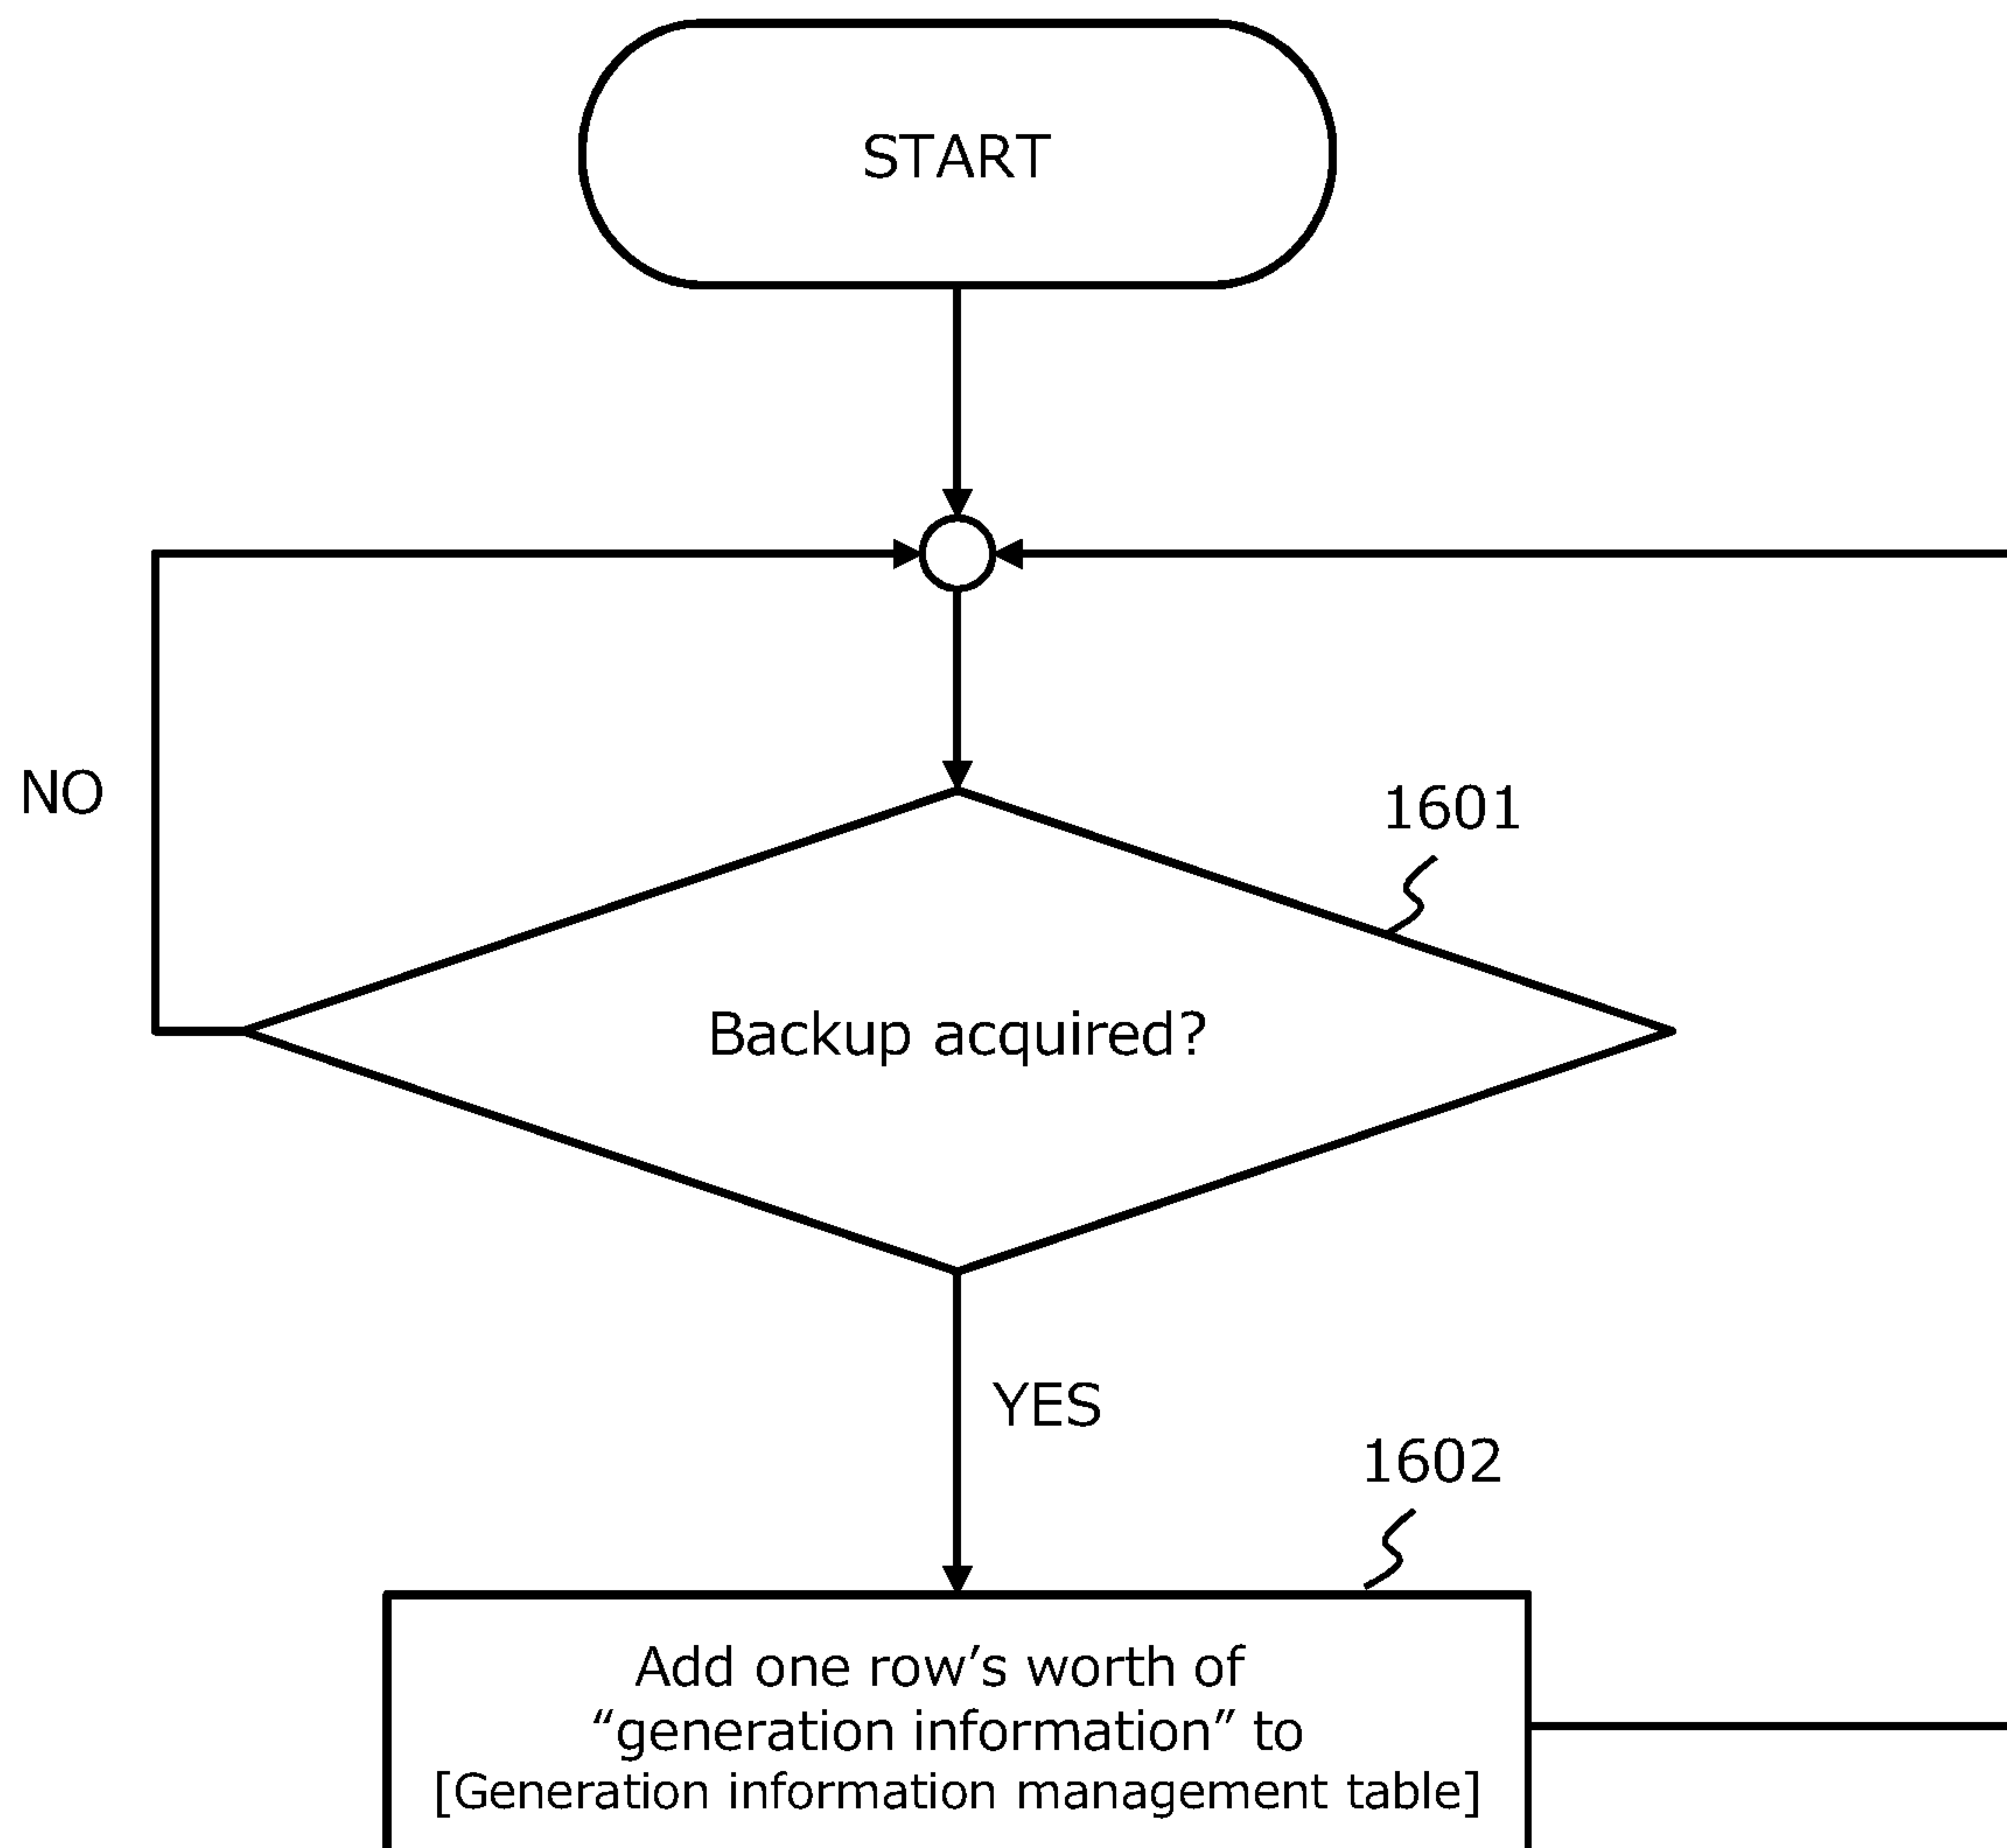 START
NO
1601
Backup acquired?
YES
1602
Add one row’s worth of
“generation information” to
[Generation information management table]